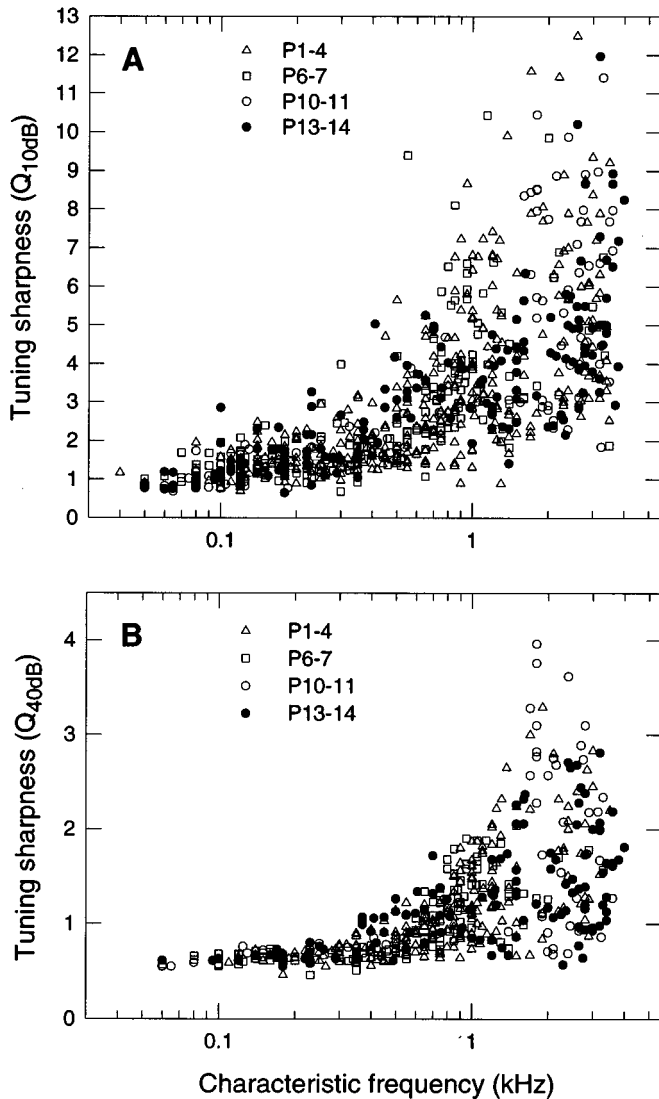 A
P1-4
P6-7
P10-11
P13-14
Tuning sharpness (Q10dB)
13
12
11
10
9
8
7
6
5
4
3
2
1
0
0.1
1
B
P1-4
P6-7
P10-11
P13-14
Tuning sharpness (Q40dB)
4
3
2
1
0
0.1
1
Characteristic frequency (kHz)